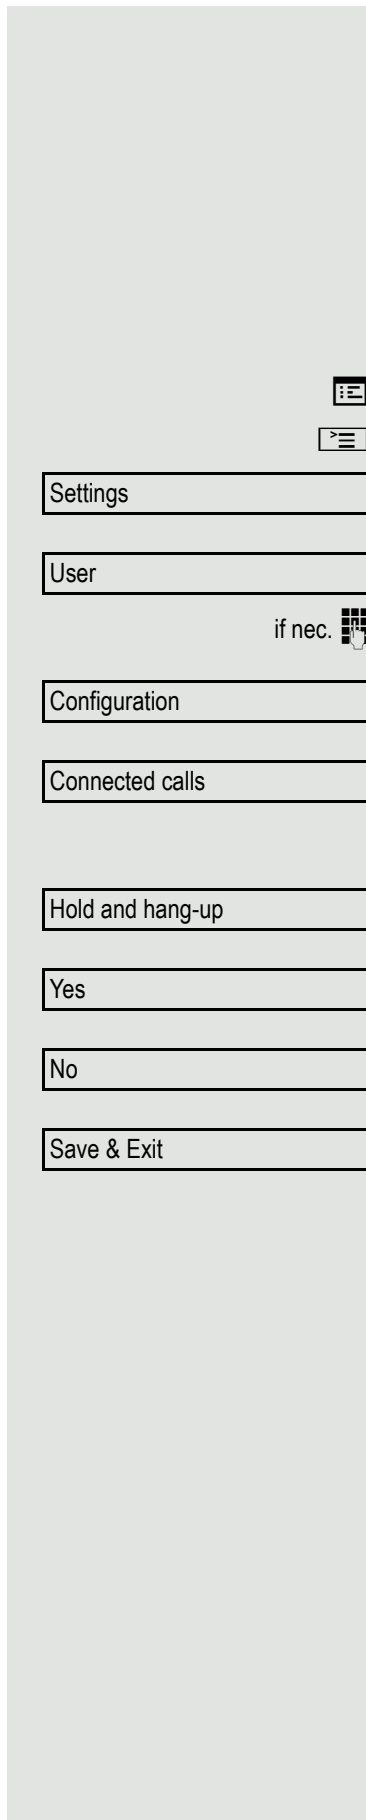 Settings
User
if nec.
Configuration
Connected calls
Hold and hang-up
Yes
No
Save & Exit